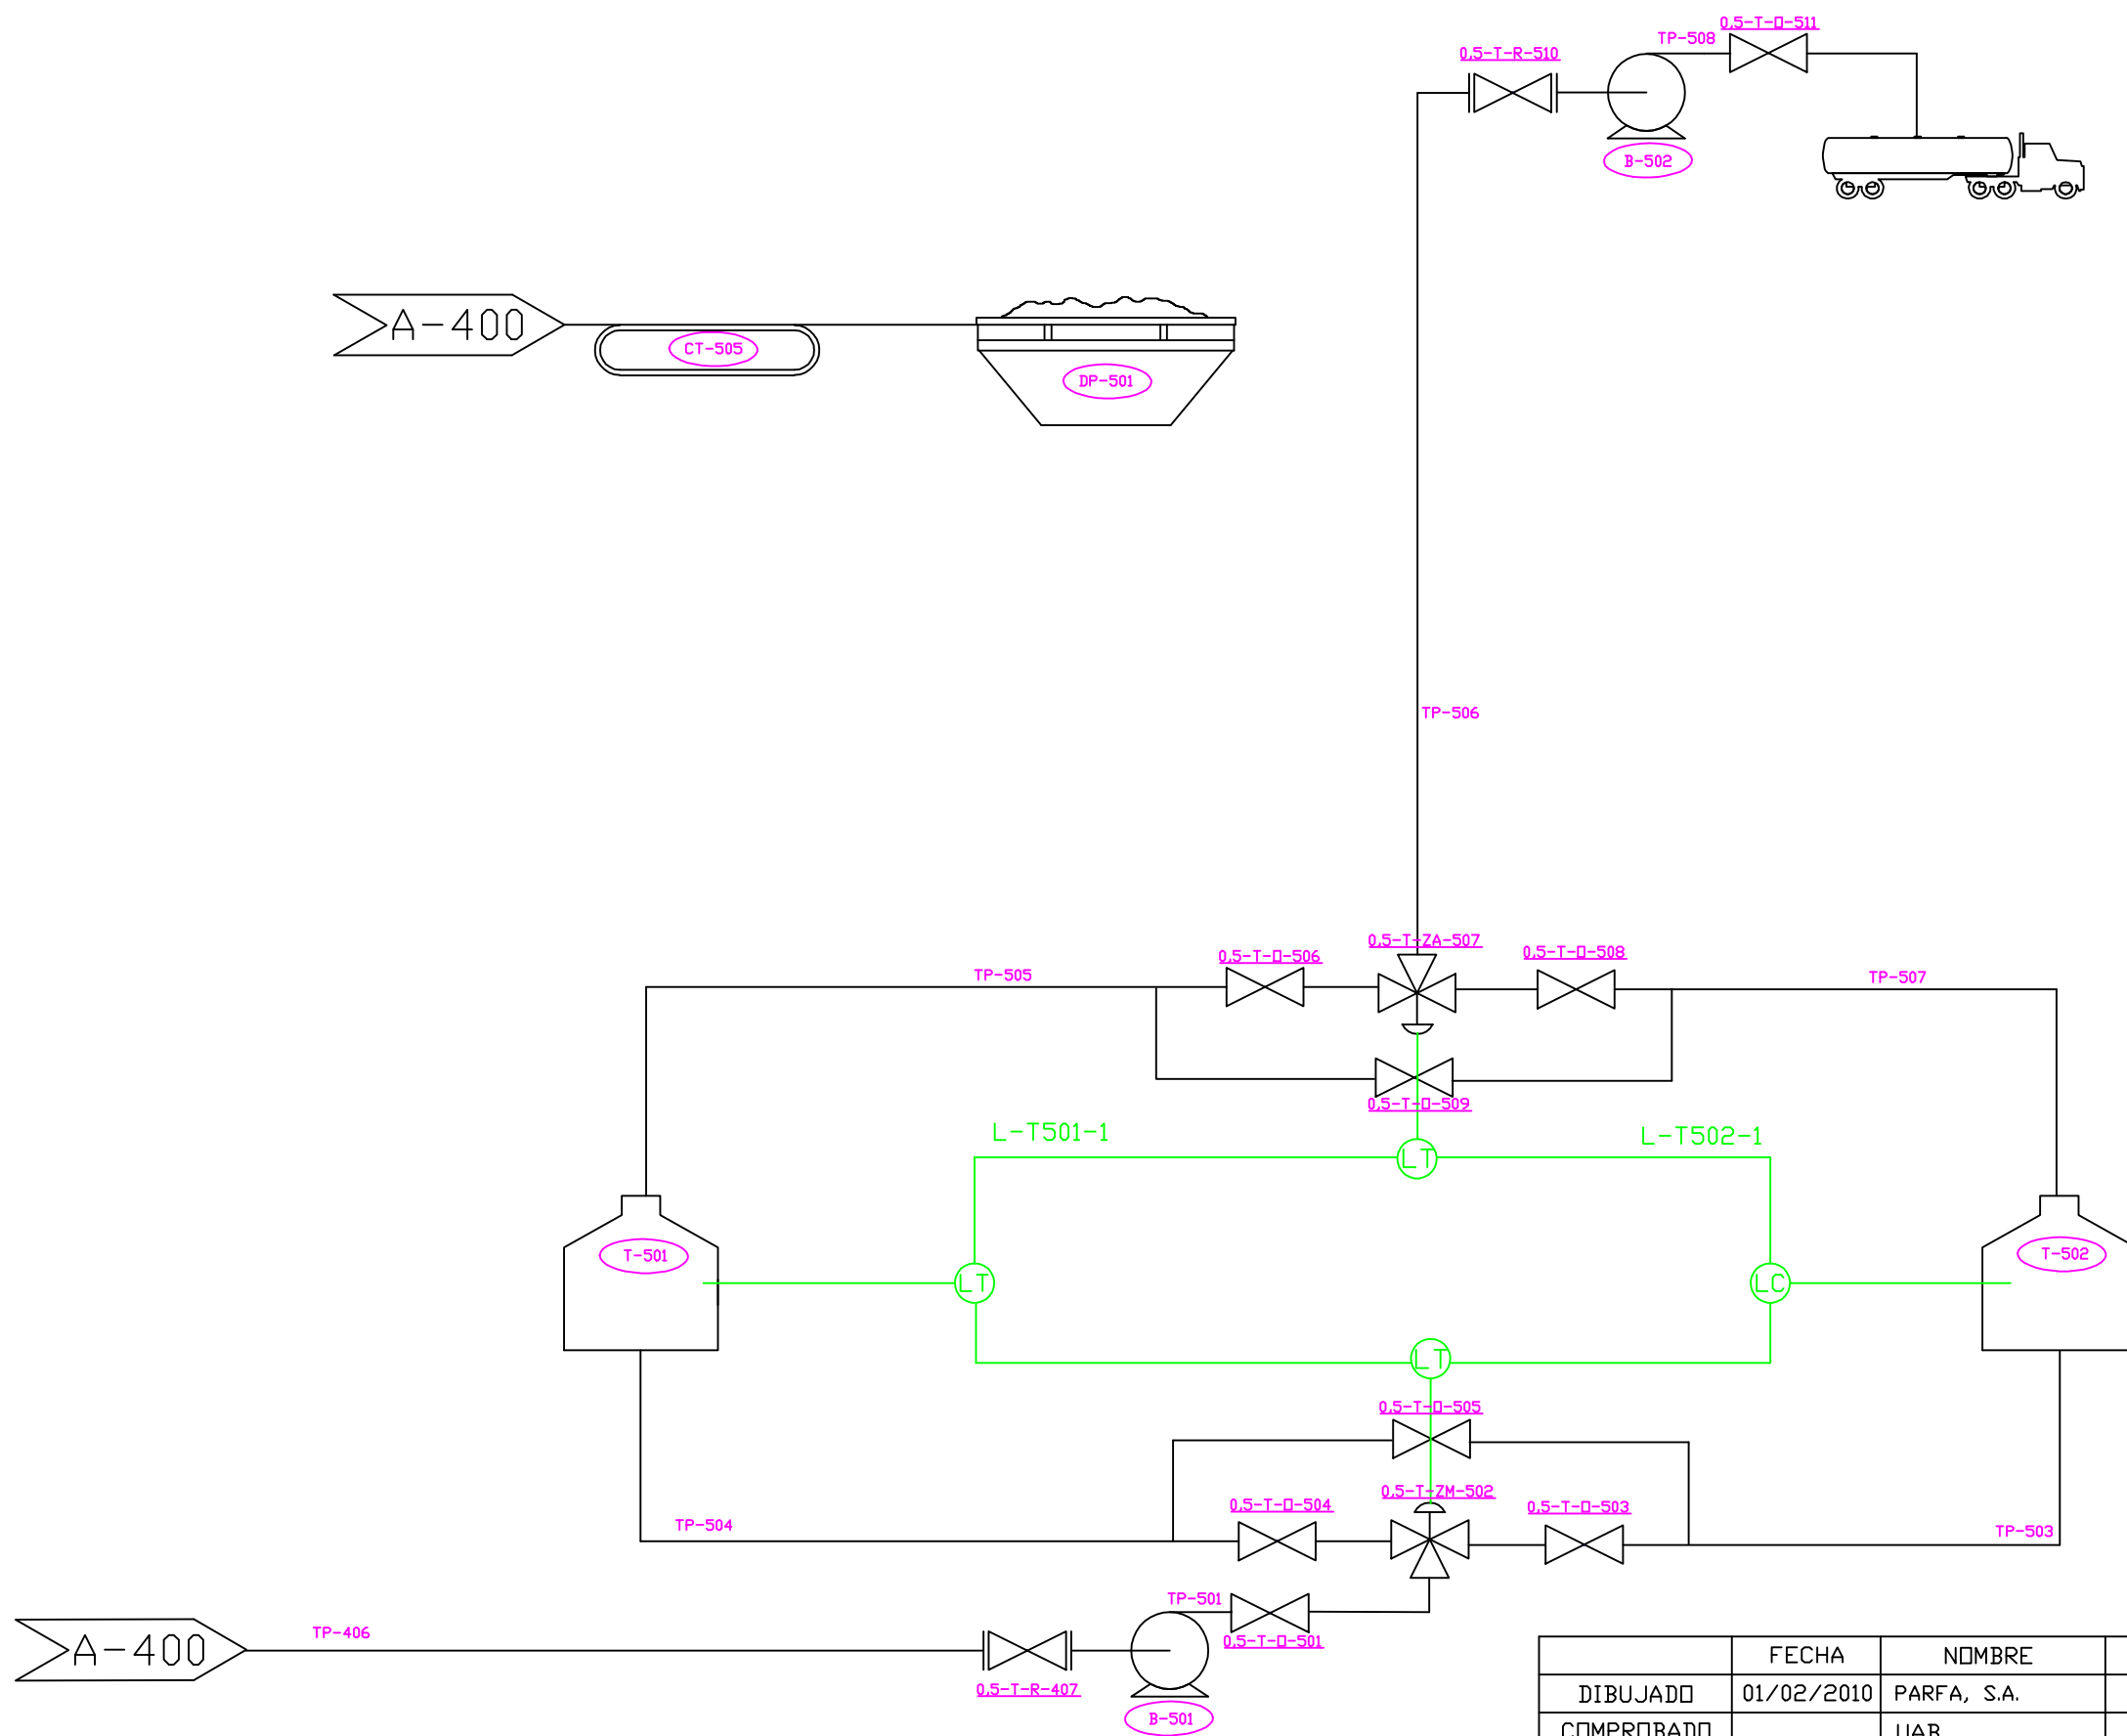 0,5-T-O-511
TP-508
0,5-T-R-510
B-502
A-400
CT-505
DP-501
TP-506
0,5-T-ZA-507
0,5-T-O-508
0,5-T-O-506
TP-505
TP-507
0,5-T-O-509
L-T501-1
L-T502-1
LT
T-501
T-502
LT
LC
LT
0,5-T-O-505
0,5-T-ZM-502
0,5-T-O-504
0,5-T-O-503
TP-504
TP-503
TP-501
TP-406
A-400
0,5-T-O-501
0,5-T-R-407
B-501
FECHA NOMBRE
DIBUJADO 01/02/2010 PARFA, S.A.
COMPROBADO UAB